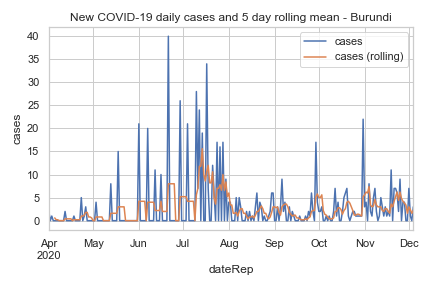 New COVID-19 daily cases and 5 day rolling mean - Burundi
cases
cases (rolling)
40
35
30
25
20
15
10
5
0
cases
Apr May Jun Jul Aug Sep Oct Nov Dec
2020
dateRep